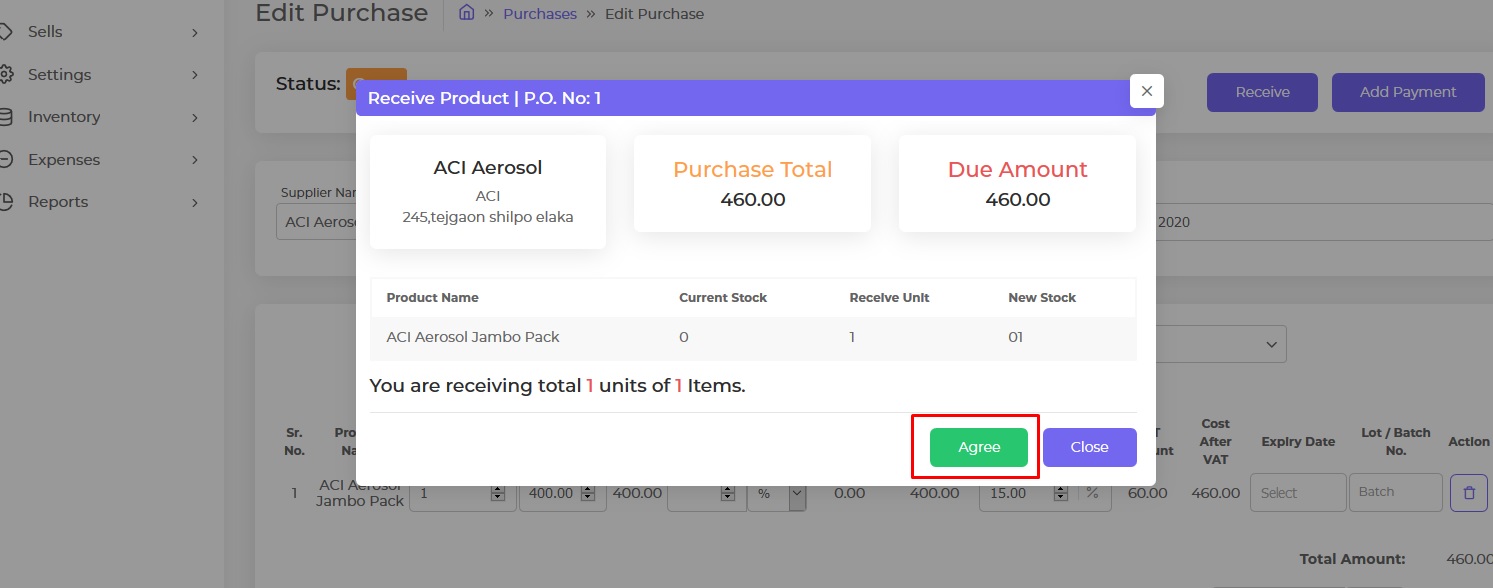 Edit Purchase
» Purchases » Edit Purchase
Sells
Settings
Inventory
Expenses
Reports
Status:
Receive
Add Payment
Receive Product | P.O. No: 1
ACI Aerosol
ACI
245,tejgaon shilpo elaka
Purchase Total
460.00
Due Amount
460.00
Supplier
2020
Product Name Current Stock Receive Unit New Stock
ACI Aerosol Jambo Pack 0 1 01
You are receiving total 1 units of 1 Items.
Agree
Close
Sr. No.
Cost After VAT
Expiry Date
Lot / Batch No.
Action
1 ACI Aerosol Jambo Pack 1 400.00 400.00 % 0.00 400.00 15.00 % 60.00 460.00 Select Batch
Total Amount: 460.00